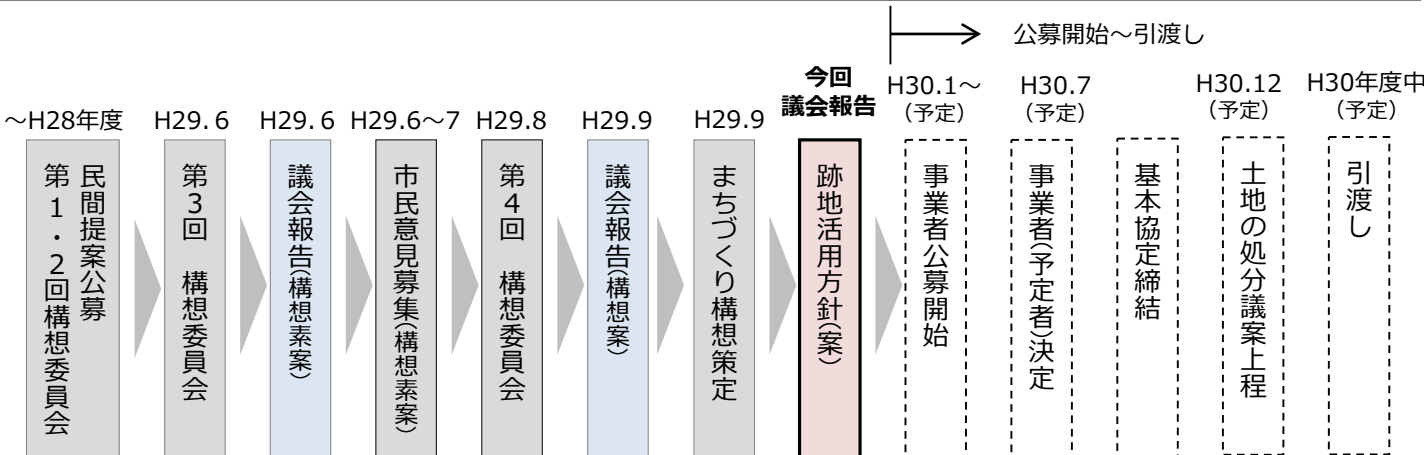 公募開始～引渡し
～H28年度
民間提案公募
第1・2回構想委員会
H29.6
第3回 構想委員会
H29.6
議会報告(構想素案)
H29.6～7
市民意見募集(構想素案)
H29.8
第4回 構想委員会
H29.9
議会報告(構想案)
H29.9
まちづくり構想策定
今回
議会報告
跡地活用方針(案)
H30.1～
(予定)
事業者公募開始
H30.7
(予定)
事業者(予定者)決定
基本協定締結
H30.12
(予定)
土地の処分議案上程
H30年度中
(予定)
引渡し